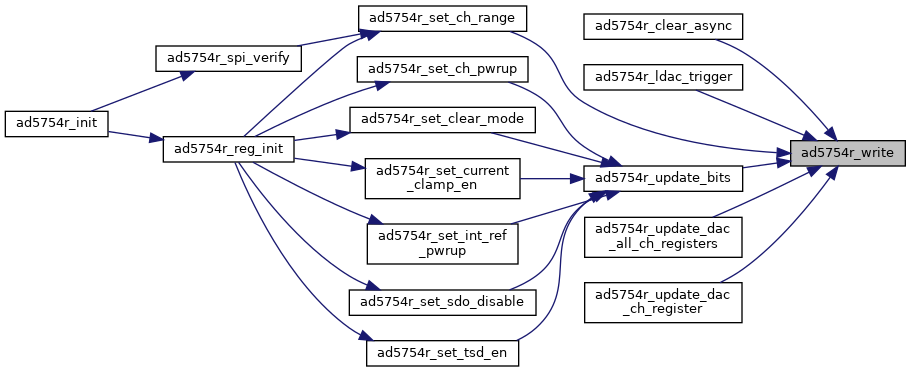 ad5754r_set_ch_range
ad5754r_clear_async
ad5754r_spi_verify
ad5754r_set_ch_pwrup
ad5754r_ldac_trigger
ad5754r_init
ad5754r_set_clear_mode
ad5754r_reg_init
ad5754r_write
ad5754r_set_current
_clamp_en
ad5754r_update_bits
ad5754r_set_int_ref
_pwrup
ad5754r_update_dac
_all_ch_registers
ad5754r_set_sdo_disable
ad5754r_update_dac
_ch_register
ad5754r_set_tsd_en